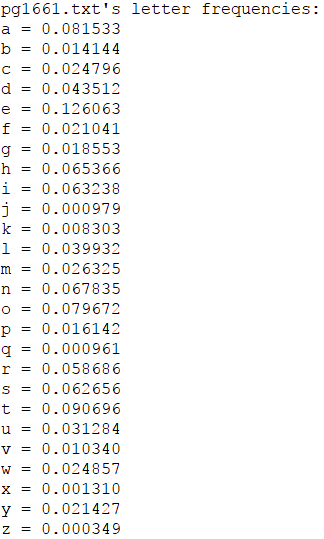 pg1661.txt's letter frequencies:
a = 0.081533
b = 0.014144
c = 0.024796
d = 0.043512
e = 0.126063
f = 0.021041
g = 0.018553
h = 0.065366
i = 0.063238
j = 0.000979
k = 0.008303
l = 0.039932
m = 0.026325
n = 0.067835
o = 0.079672
p = 0.016142
q = 0.000961
r = 0.058686
s = 0.062656
t = 0.090696
u = 0.031284
v = 0.010340
w = 0.024857
x = 0.001310
y = 0.021427
z = 0.000349